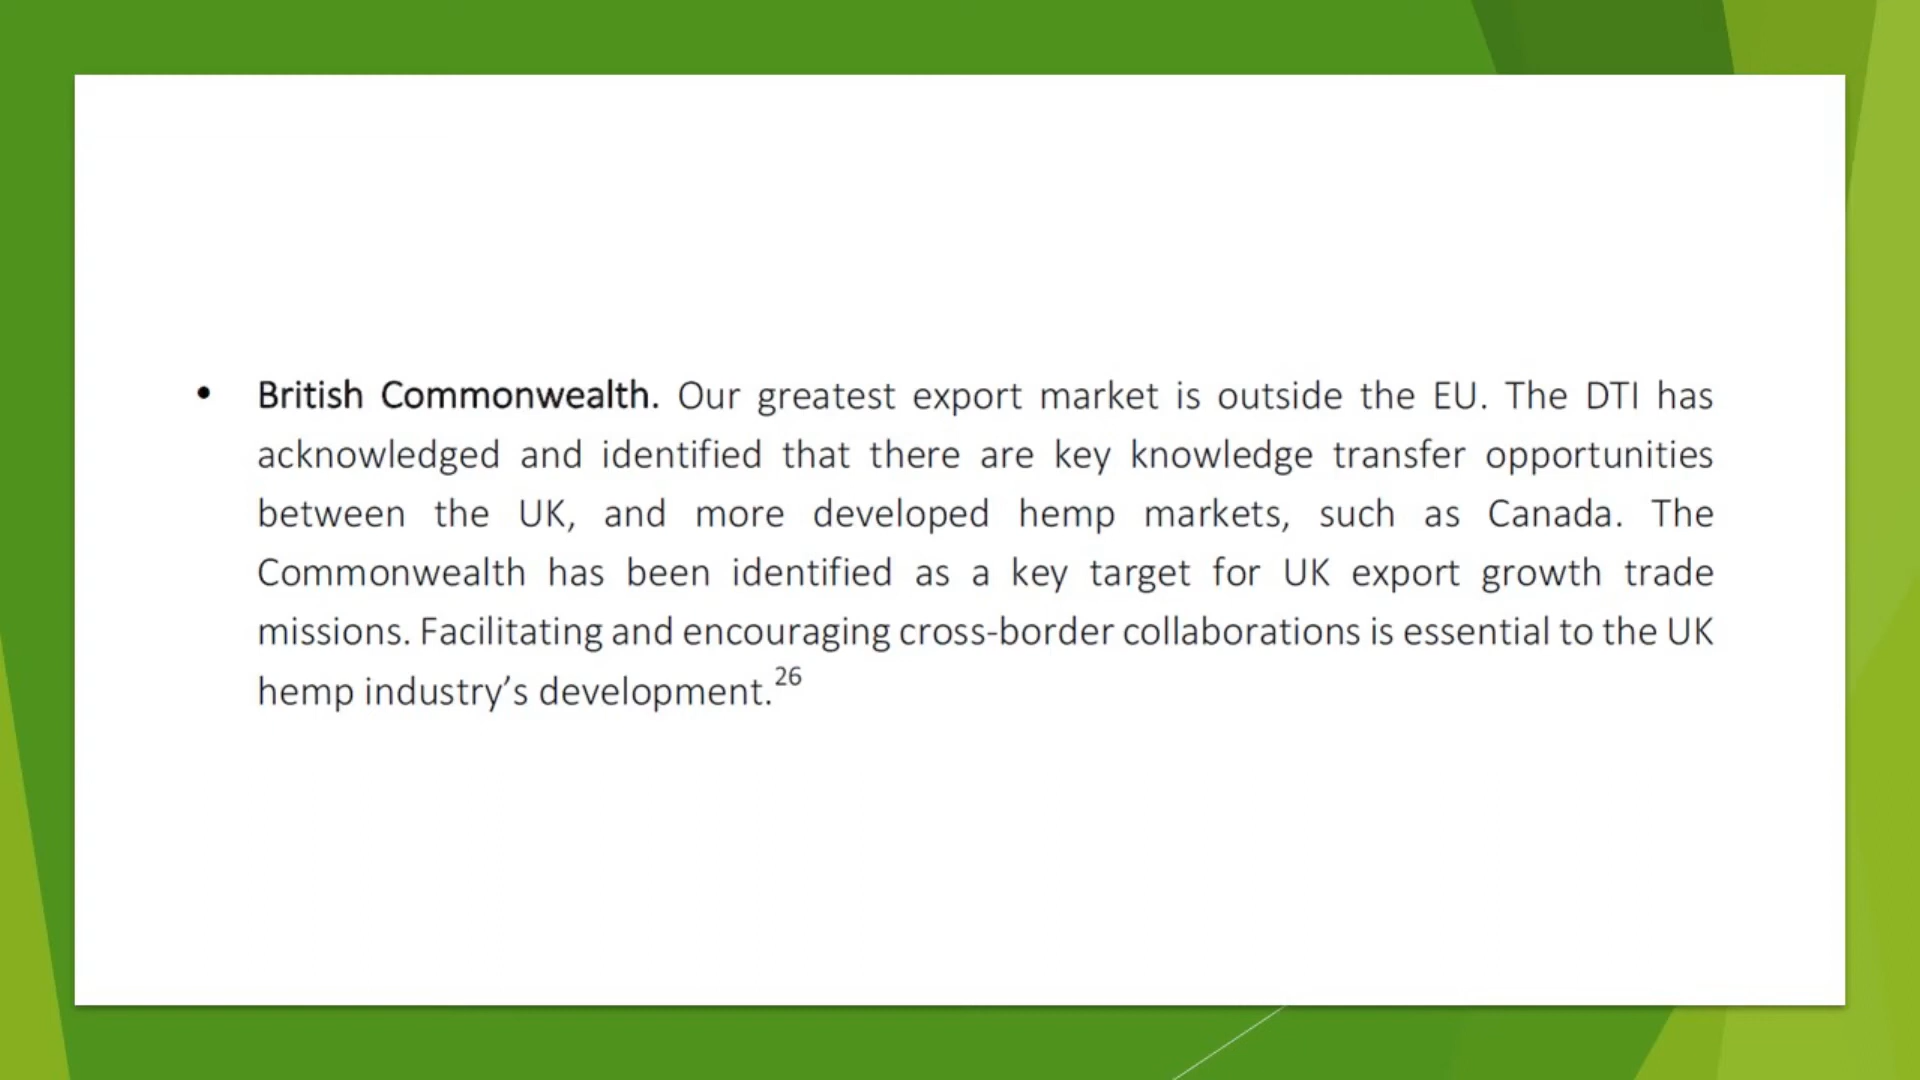 • British Commonwealth. Our greatest export market is outside the EU. The DTI has
acknowledged and identified that there are key knowledge transfer opportunities
between the UK, and more developed hemp markets, such as Canada. The
Commonwealth has been identified as a key target for UK export growth trade
missions. Facilitating and encouraging cross-border collaborations is essential to the UK
hemp industry’s development.26